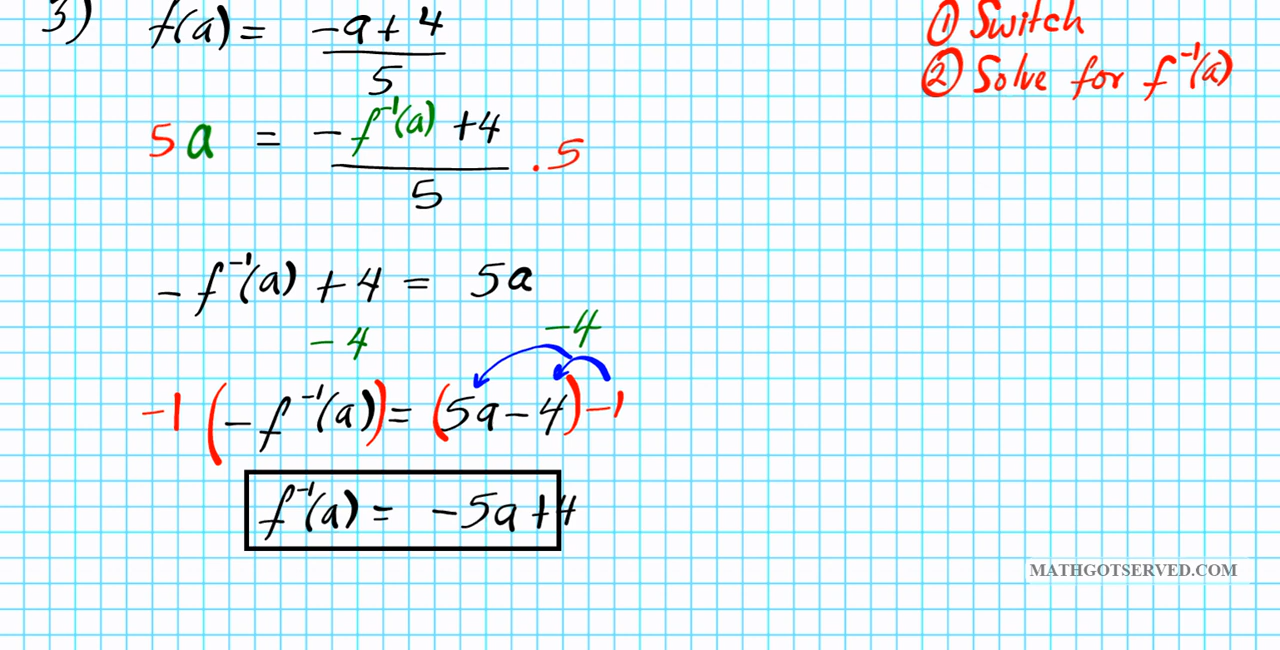 3) f(a) = -a+4
5
① Switch
② Solve for f⁻¹(a)
5a = -f⁻¹(a) +4
5 .5
-f⁻¹(a) + 4 = 5a
-4 -4
-1 (-f⁻¹(a)) = (5a-4) -1
f⁻¹(a) = -5a+4
MATHGOTSERVED.COM